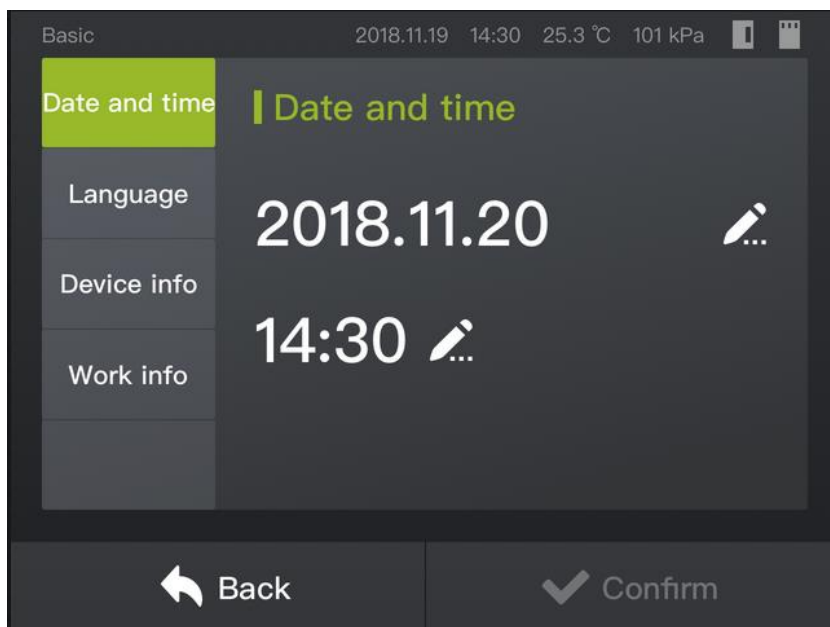 Basic 2018.11.19 14:30 25.3 ℃ 101 kPa
Date and time
Language
Device info
Work info
Date and time
2018.11.20
14:30
Back
Confirm